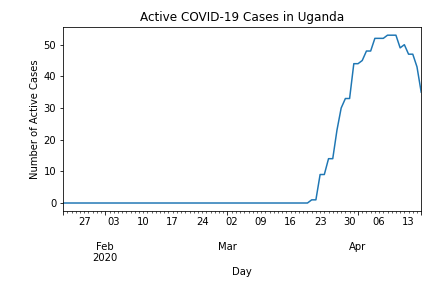 Active COVID-19 Cases in Uganda
Number of Active Cases
50
40
30
20
10
0
27 03 10 17 24 02 09 16 23 30 06 13
Feb Mar Apr
2020
Day